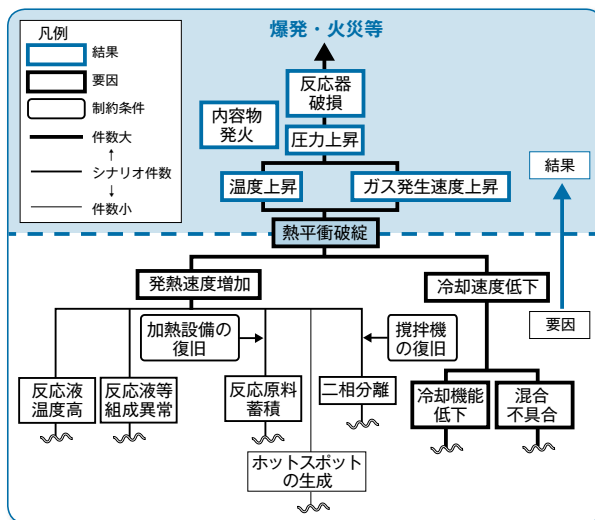 爆発・火災等
凡例
結果
要因
制約条件
件数大
↑
シナリオ件数
↓
件数小
反応器
破損
内容物
発火
圧力上昇
温度上昇
ガス発生速度上昇
結果
熱平衡破綻
発熱速度増加
冷却速度低下
加熱設備の
復旧
撹拌機
の復旧
要因
反応液
温度高
反応液等
組成異常
反応原料
蓄積
二相分離
冷却機能
低下
混合
不具合
ホットスポット
の生成